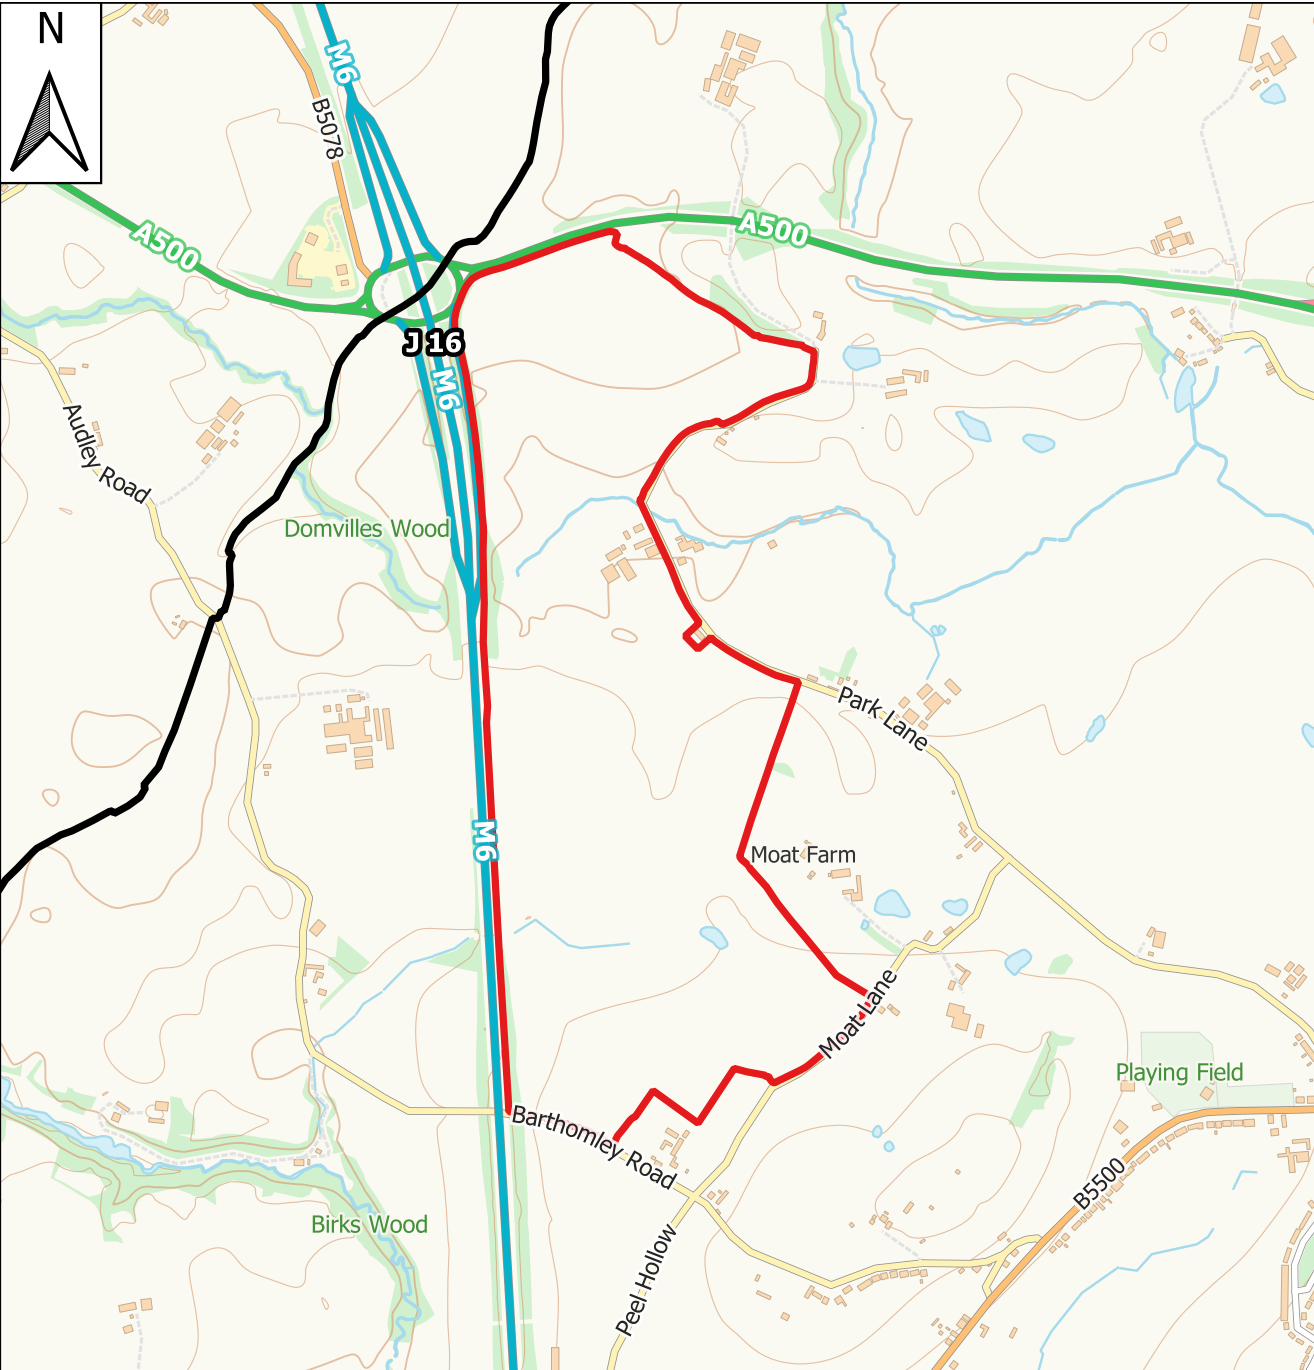 N
M6
B5078
A500
A500
J 16
M6
Audley Road
Domvilles Wood
Park Lane
M6
Moat Farm
Moat Lane
Playing Field
Barthomley Road
B5500
Birks Wood
Peel Hollow